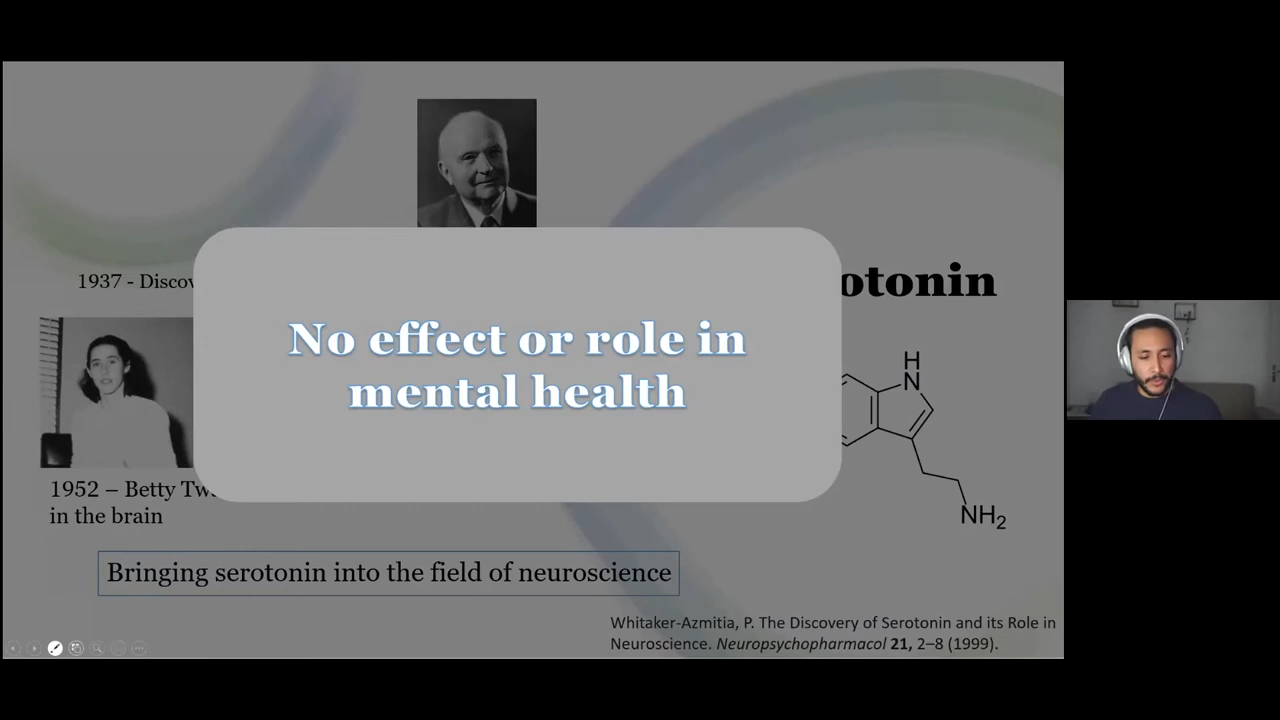 1937 - Discov
otonin
No effect or role in
mental health
H
N
NH2
1952 – Betty Tw
in the brain
Bringing serotonin into the field of neuroscience
Whitaker-Azmitia, P. The Discovery of Serotonin and its Role in
Neuroscience. Neuropsychopharmacol 21, 2–8 (1999).